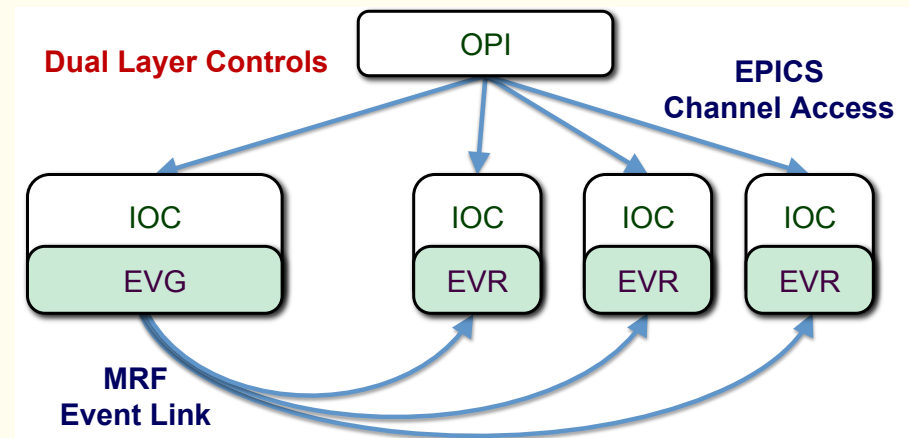 OPI
Dual Layer Controls
EPICS
Channel Access
IOC
IOC
IOC
IOC
EVG
EVR
EVR
EVR
MRF
Event Link